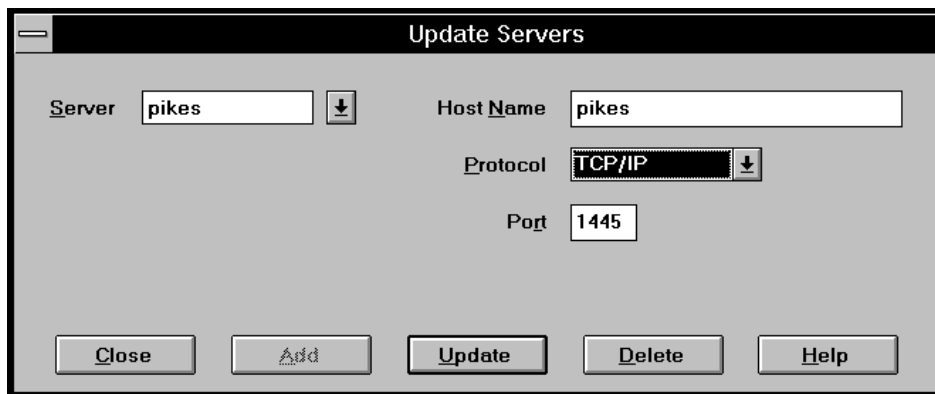 Update Servers
Server pikes Host Name pikes
Protocol TCP/IP
Port 1445
Close Add Update Delete Help